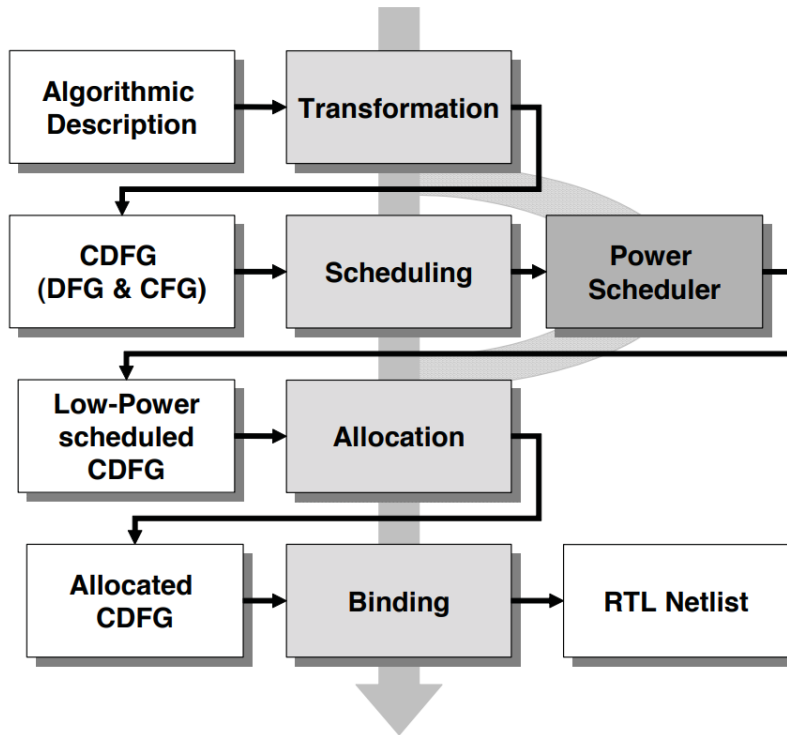 Algorithmic
Description
Transformation
CDFG
(DFG & CFG)
Scheduling
Power
Scheduler
Low-Power
scheduled
CDFG
Allocation
Allocated
CDFG
Binding
RTL Netlist